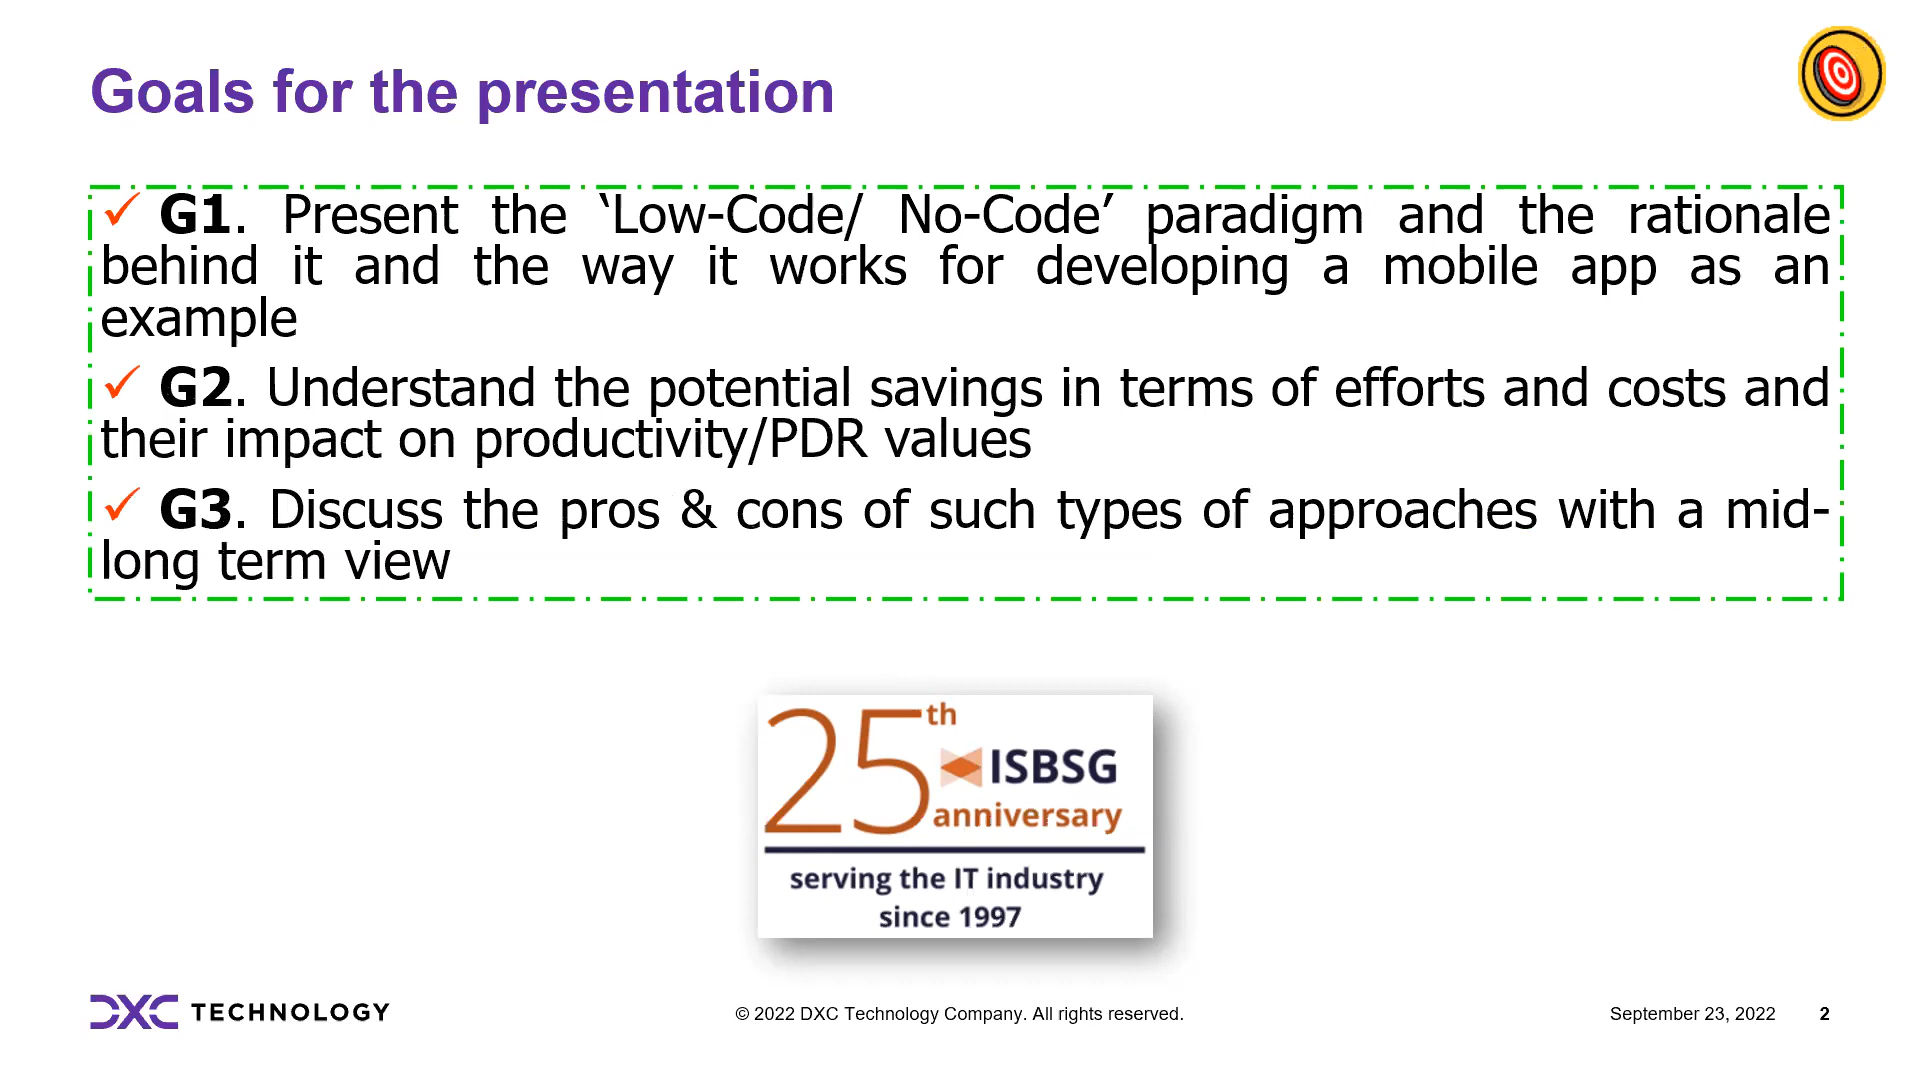 Goals for the presentation
✓ G1. Present the ‘Low-Code/ No-Code’ paradigm and the rationale
behind it and the way it works for developing a mobile app as an
example
✓ G2. Understand the potential savings in terms of efforts and costs and
their impact on productivity/PDR values
✓ G3. Discuss the pros & cons of such types of approaches with a mid-
long term view
25th
ISBSG
anniversary
serving the IT industry
since 1997
DXC TECHNOLOGY
© 2022 DXC Technology Company. All rights reserved.
September 23, 2022 2